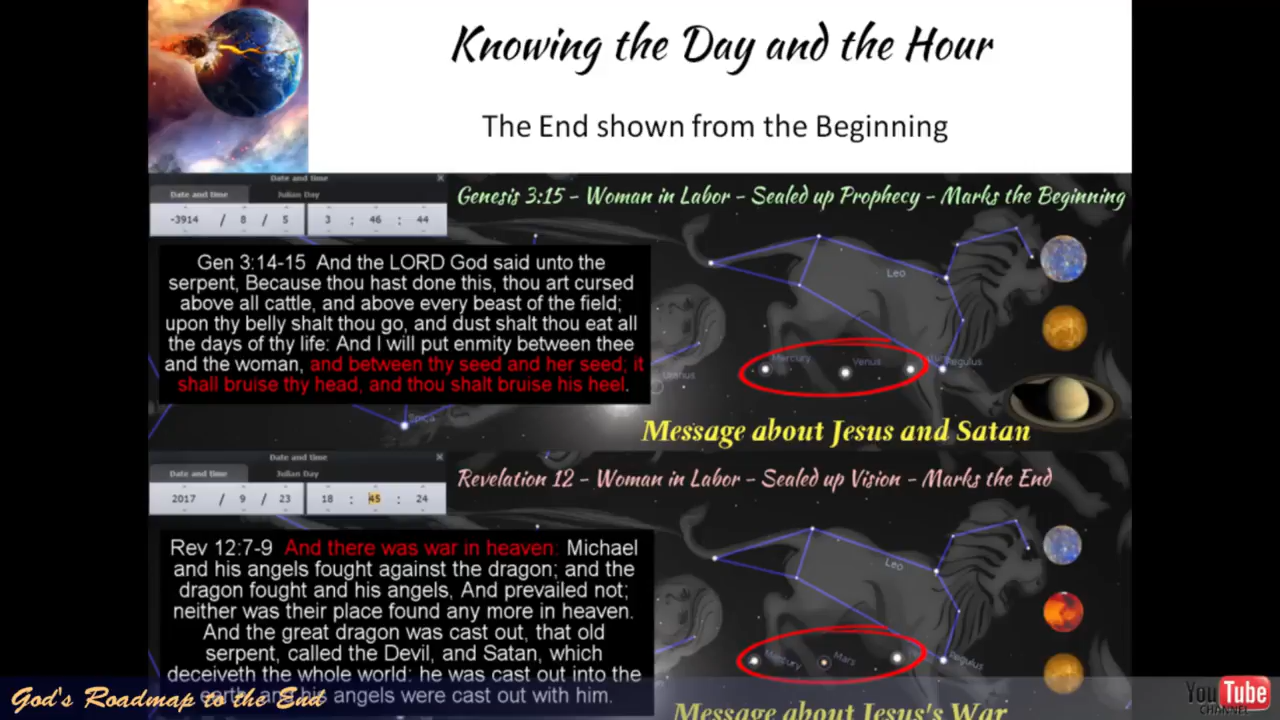 Knowing the Day and the Hour
The End shown from the Beginning
Date and time
Date and time Julian Day
-3914 / 8 / 5 3 : 46 : 44
Genesis 3:15 - Woman in Labor - Sealed up Prophecy - Marks the Beginning
Gen 3:14-15 And the LORD God said unto the
serpent, Because thou hast done this, thou art cursed
above all cattle, and above every beast of the field;
upon thy belly shalt thou go, and dust shalt thou eat all
the days of thy life: And I will put enmity between thee
and the woman, and between thy seed and her seed; it
shall bruise thy head, and thou shalt bruise his heel.
Leo
Mercury
Venus
Regulus
Uranus
Spica
Message about Jesus and Satan
Date and time
Date and time Julian Day
2017 / 9 / 23 18 : 45 : 24
Revelation 12 - Woman in Labor - Sealed up Vision - Marks the End
Rev 12:7-9 And there was war in heaven: Michael
and his angels fought against the dragon; and the
dragon fought and his angels, And prevailed not;
neither was their place found any more in heaven.
And the great dragon was cast out, that old
serpent, called the Devil, and Satan, which
deceiveth the whole world: he was cast out into the
earth, and his angels were cast out with him.
Leo
Mercury
Mars
Regulus
Message about Jesus's War
God's Roadmap to the End
YouTube
CHANNEL